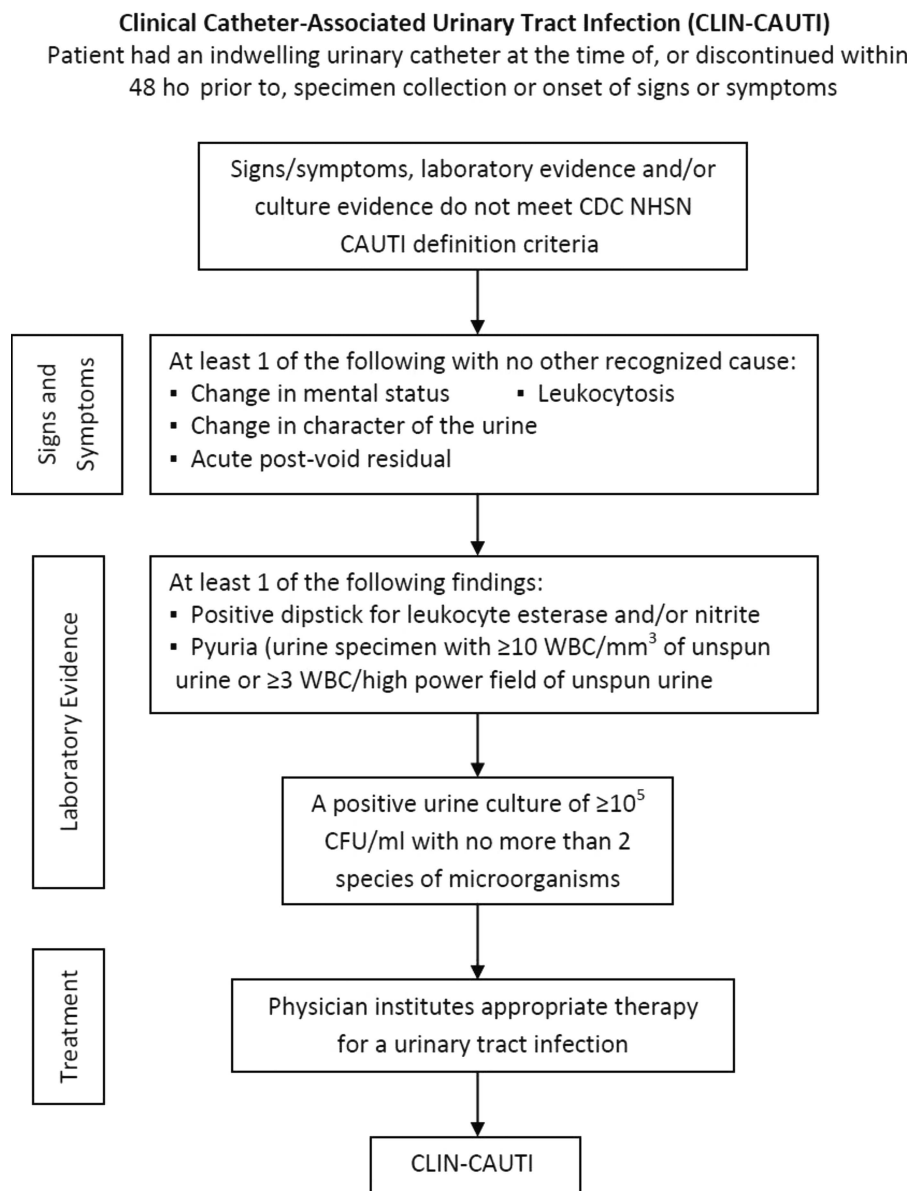 Clinical Catheter-Associated Urinary Tract Infection (CLIN-CAUTI)
Patient had an indwelling urinary catheter at the time of, or discontinued within
48 ho prior to, specimen collection or onset of signs or symptoms
Signs/symptoms, laboratory evidence and/or
culture evidence do not meet CDC NHSN
CAUTI definition criteria
Signs and
Symptoms
At least 1 of the following with no other recognized cause:
▪ Change in mental status ▪ Leukocytosis
▪ Change in character of the urine
▪ Acute post-void residual
Laboratory Evidence
At least 1 of the following findings:
▪ Positive dipstick for leukocyte esterase and/or nitrite
▪ Pyuria (urine specimen with ≥10 WBC/mm³ of unspun
urine or ≥3 WBC/high power field of unspun urine
A positive urine culture of ≥10⁵
CFU/ml with no more than 2
species of microorganisms
Treatment
Physician institutes appropriate therapy
for a urinary tract infection
CLIN-CAUTI